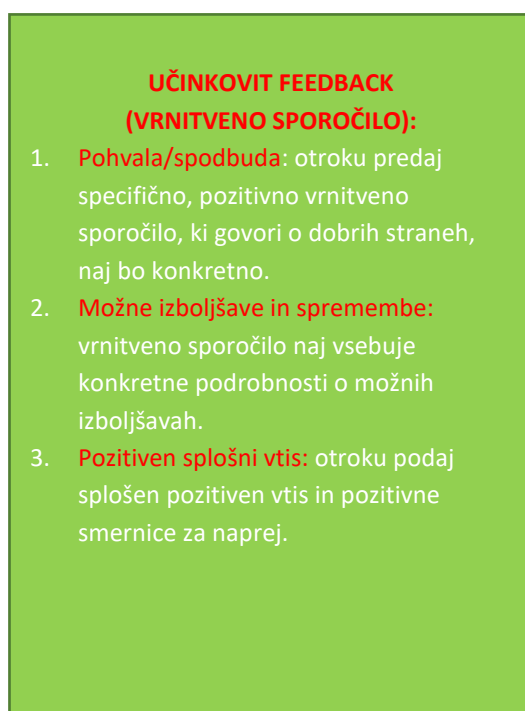 UČINKOVIT FEEDBACK
(VRNITVENO SPOROČILO):
1. Pohvala/spodbuda: otroku predaj
specifično, pozitivno vrnitveno
sporočilo, ki govori o dobrih straneh,
naj bo konkretno.
2. Možne izboljšave in spremembe:
vrnitveno sporočilo naj vsebuje
konkretne podrobnosti o možnih
izboljšavah.
3. Pozitiven splošni vtis: otroku podaj
splošen pozitiven vtis in pozitivne
smernice za naprej.